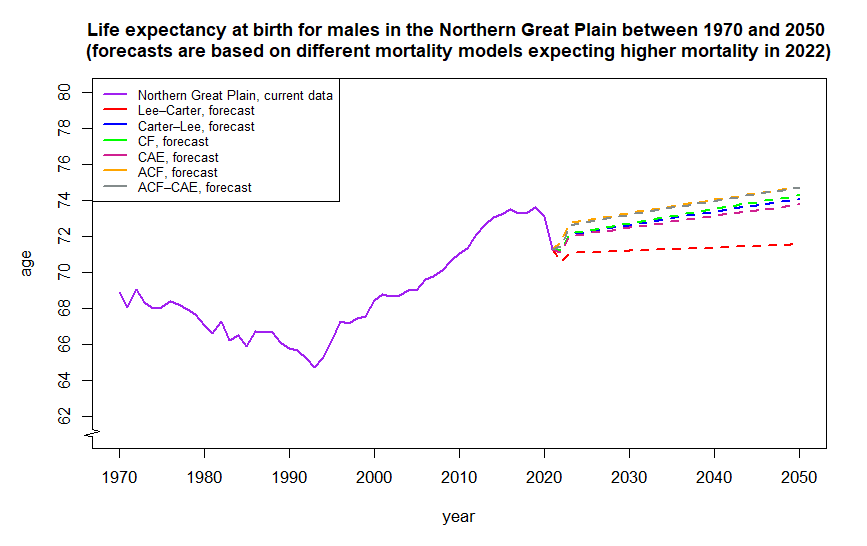 Life expectancy at birth for males in the Northern Great Plain between 1970 and 2050
(forecasts are based on different mortality models expecting higher mortality in 2022)
Northern Great Plain, current data
Lee–Carter, forecast
Carter–Lee, forecast
CF, forecast
CAE, forecast
ACF, forecast
ACF–CAE, forecast
80
78
76
74
72
70
68
66
64
62
age
1970 1980 1990 2000 2010 2020 2030 2040 2050
year